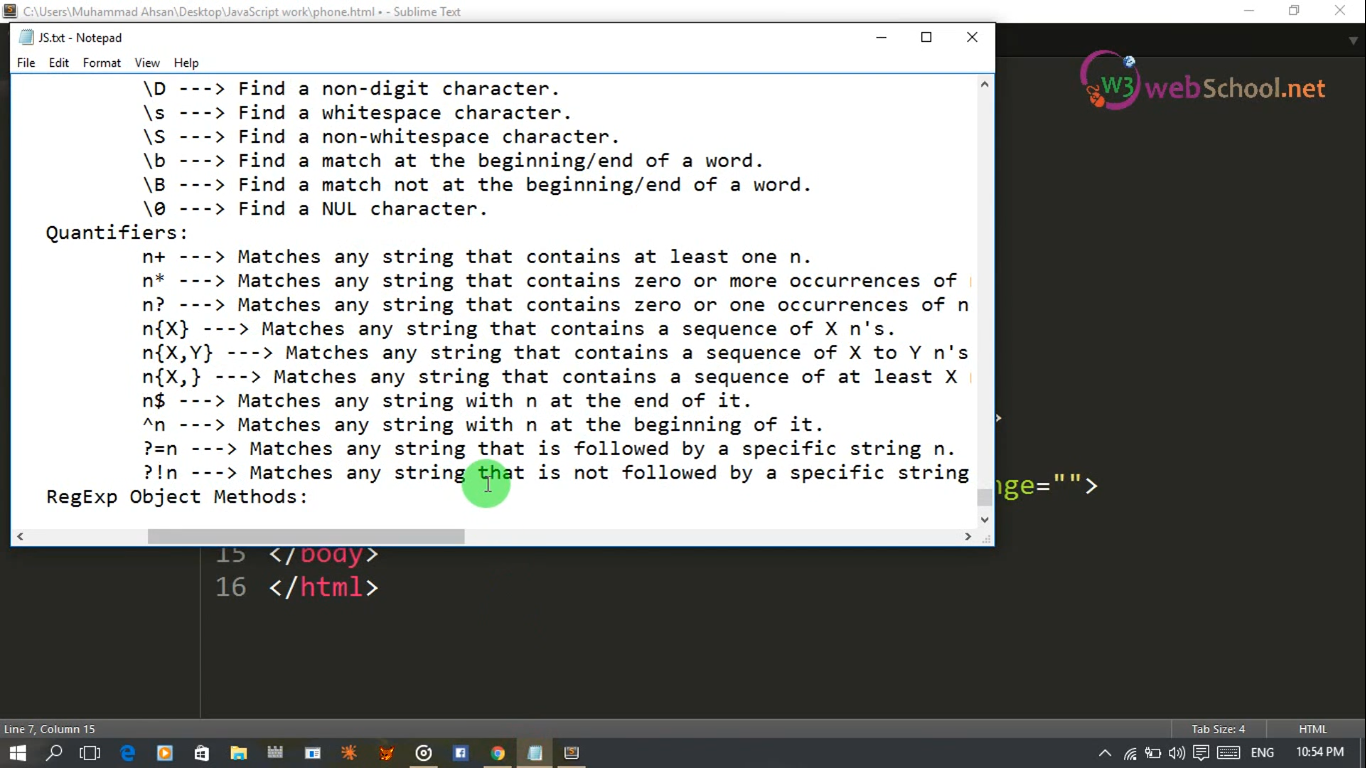 C:\Users\Muhammad Ahsan\Desktop\JavaScript work\phone.html • - Sublime Text
JS.txt - Notepad
File Edit Format View Help
W3 webSchool.net
\D ---> Find a non-digit character.
\s ---> Find a whitespace character.
\S ---> Find a non-whitespace character.
\b ---> Find a match at the beginning/end of a word.
\B ---> Find a match not at the beginning/end of a word.
\0 ---> Find a NUL character.
Quantifiers:
n+ ---> Matches any string that contains at least one n.
n* ---> Matches any string that contains zero or more occurrences of
n? ---> Matches any string that contains zero or one occurrences of n
n{X} ---> Matches any string that contains a sequence of X n's.
n{X,Y} ---> Matches any string that contains a sequence of X to Y n's
n{X,} ---> Matches any string that contains a sequence of at least X
n$ ---> Matches any string with n at the end of it.
^n ---> Matches any string with n at the beginning of it.
?=n ---> Matches any string that is followed by a specific string n.
?!n ---> Matches any string that is not followed by a specific string
RegExp Object Methods:
>
nge="">
15 </body>
16 </html>
Line 7, Column 15 Tab Size: 4 HTML
ENG 10:54 PM